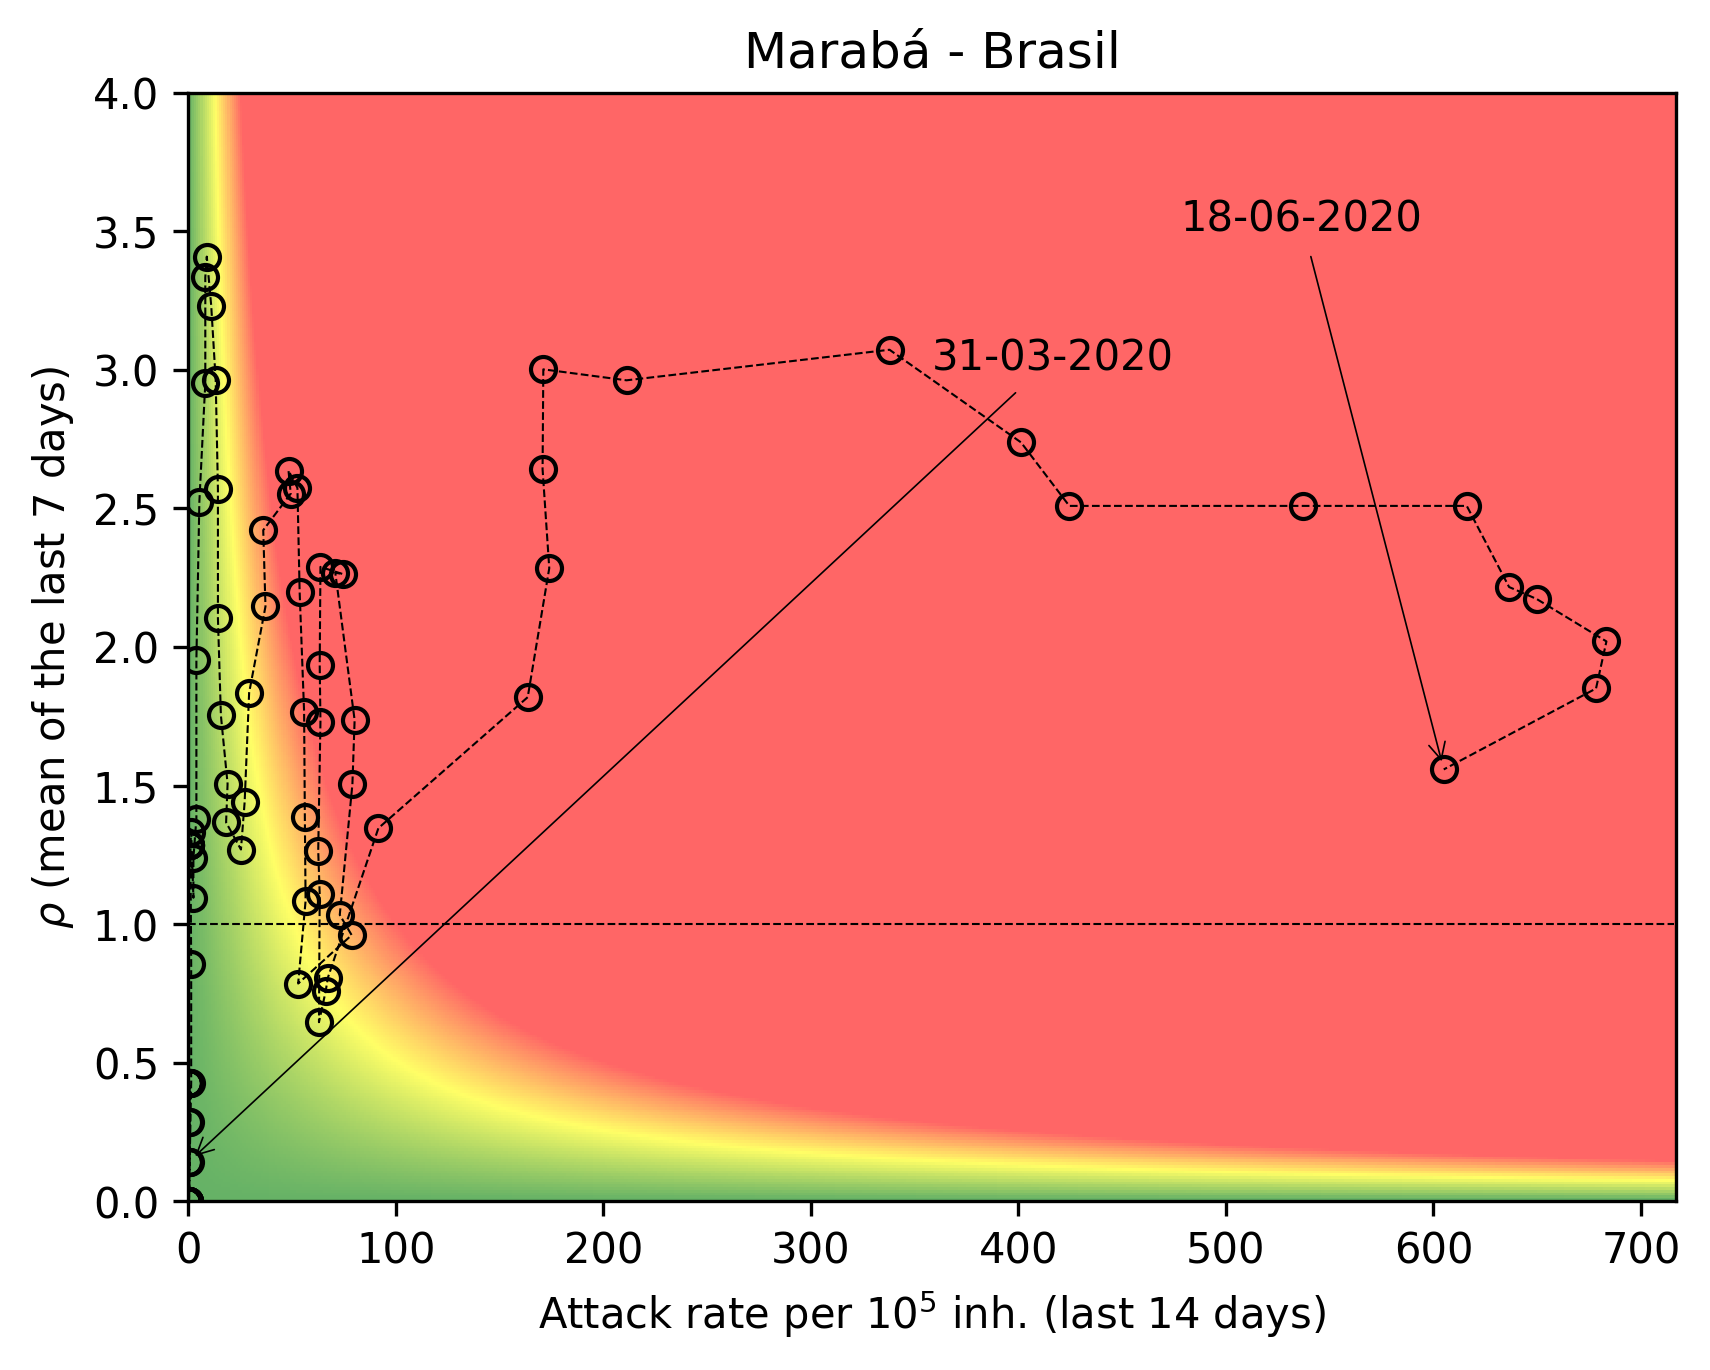 Marabá - Brasil
4.0
3.5
3.0
2.5
2.0
1.5
1.0
0.5
0.0
ρ (mean of the last 7 days)
18-06-2020
31-03-2020
0 100 200 300 400 500 600 700
Attack rate per 10⁵ inh. (last 14 days)